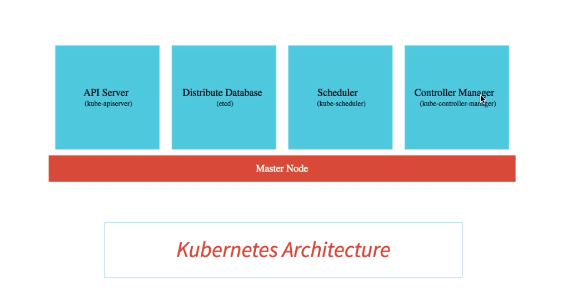 API Server
(kube-apiserver)
Distribute Database
(etcd)
Scheduler
(kube-scheduler)
Controller Manager
(kube-controller-manager)
Master Node
Kubernetes Architecture